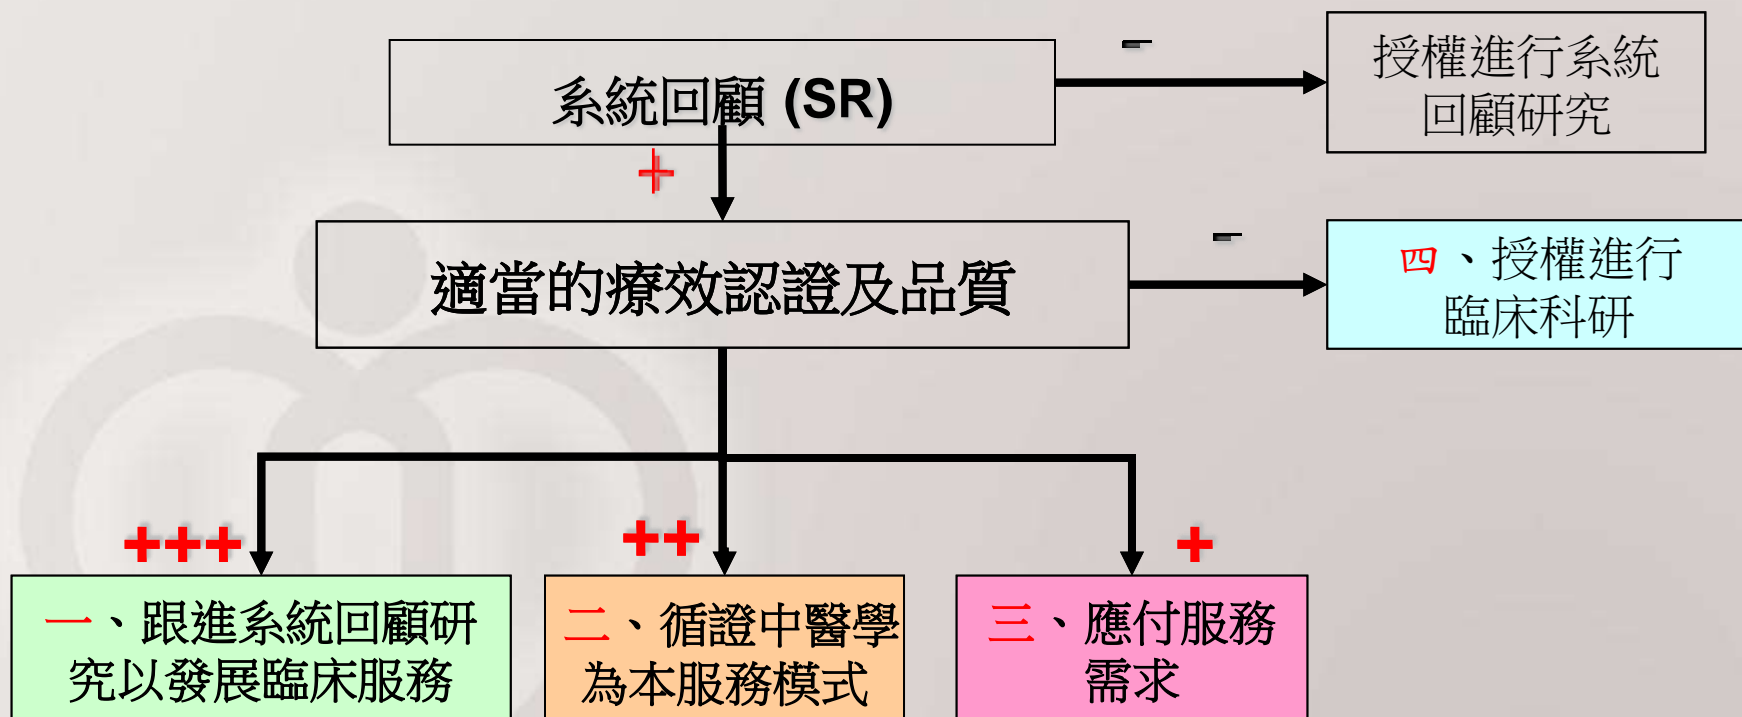 系統回顧 (SR)
-
授權進行系統
回顧研究
+
適當的療效認證及品質
-
四、授權進行
臨床科研
+++
++
+
一、跟進系統回顧研
究以發展臨床服務
二、循證中醫學
為本服務模式
三、應付服務
需求